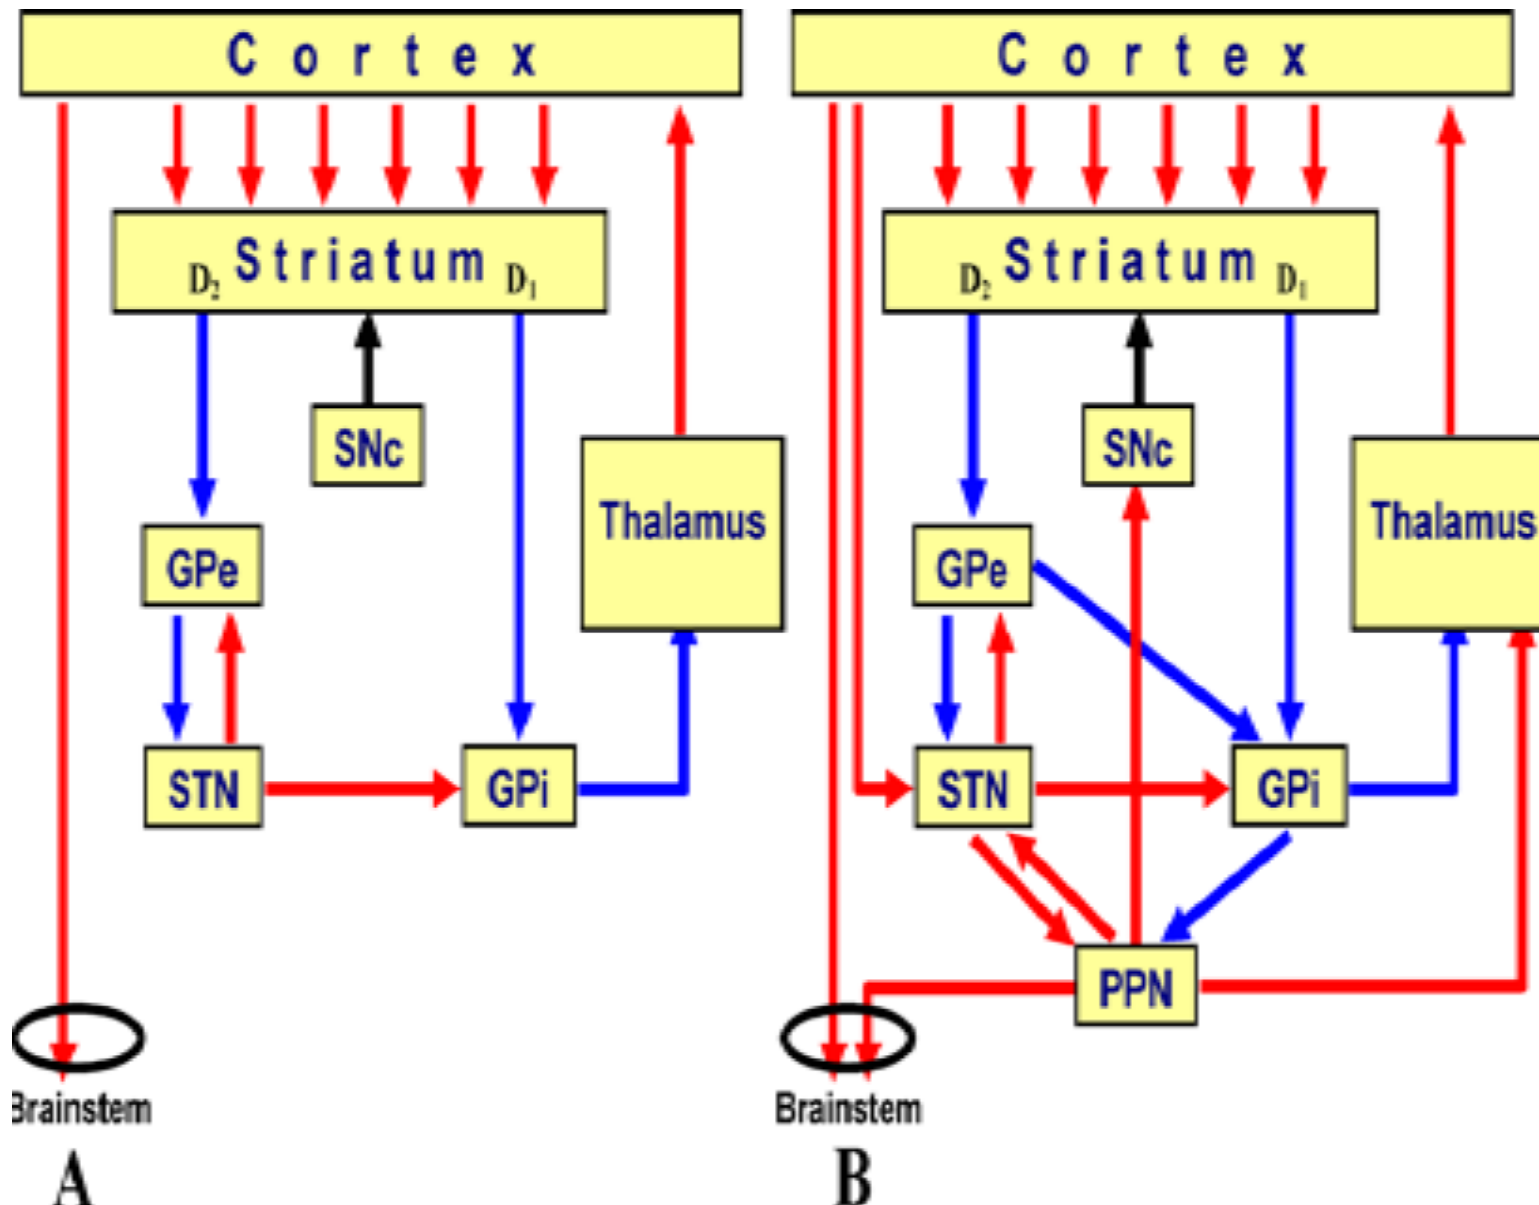 Cortex
D2 Striatum D1
SNc
Thalamus
GPe
STN
GPi
Brainstem
A
Cortex
D2 Striatum D1
SNc
Thalamus
GPe
STN
GPi
PPN
Brainstem
B